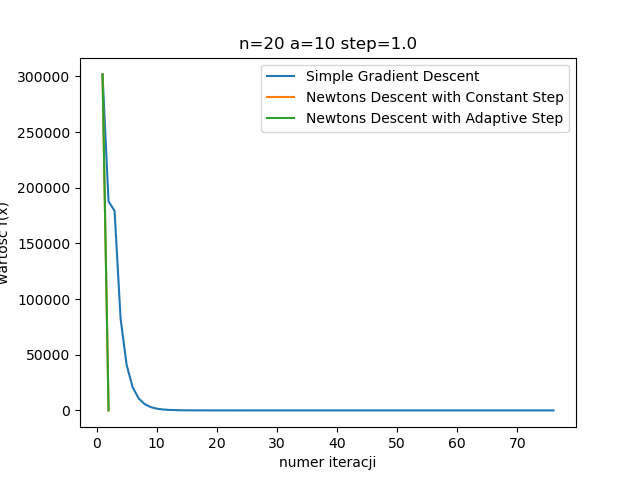 n=20 a=10 step=1.0
Simple Gradient Descent
Newtons Descent with Constant Step
Newtons Descent with Adaptive Step
300000
250000
200000
150000
100000
50000
0
wartosc f(x)
0 10 20 30 40 50 60 70
numer iteracji